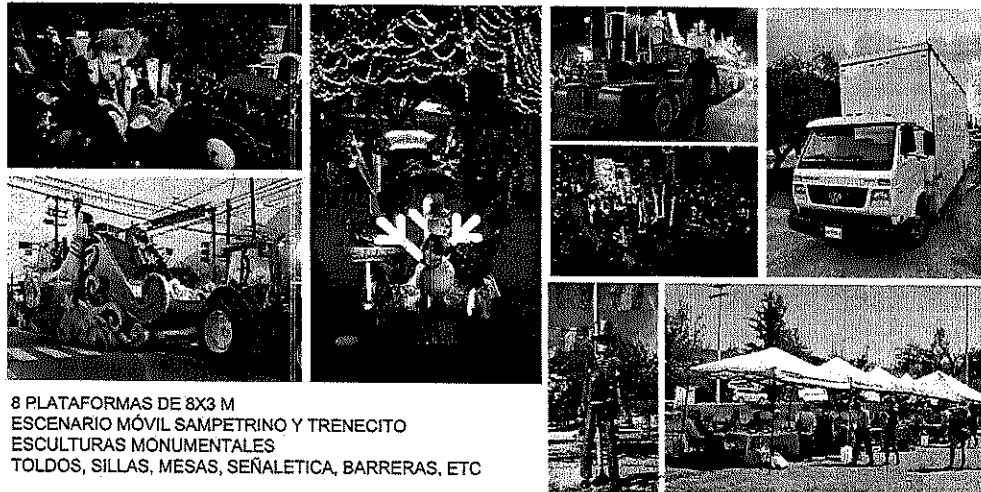 8 PLATAFORMAS DE 8X3 M
ESCENARIO MÓVIL SAMPETRINO Y TRENECITO
ESCULTURAS MONUMENTALES
TOLDOS, SILLAS, MESAS, SEÑALETICA, BARRERAS, ETC